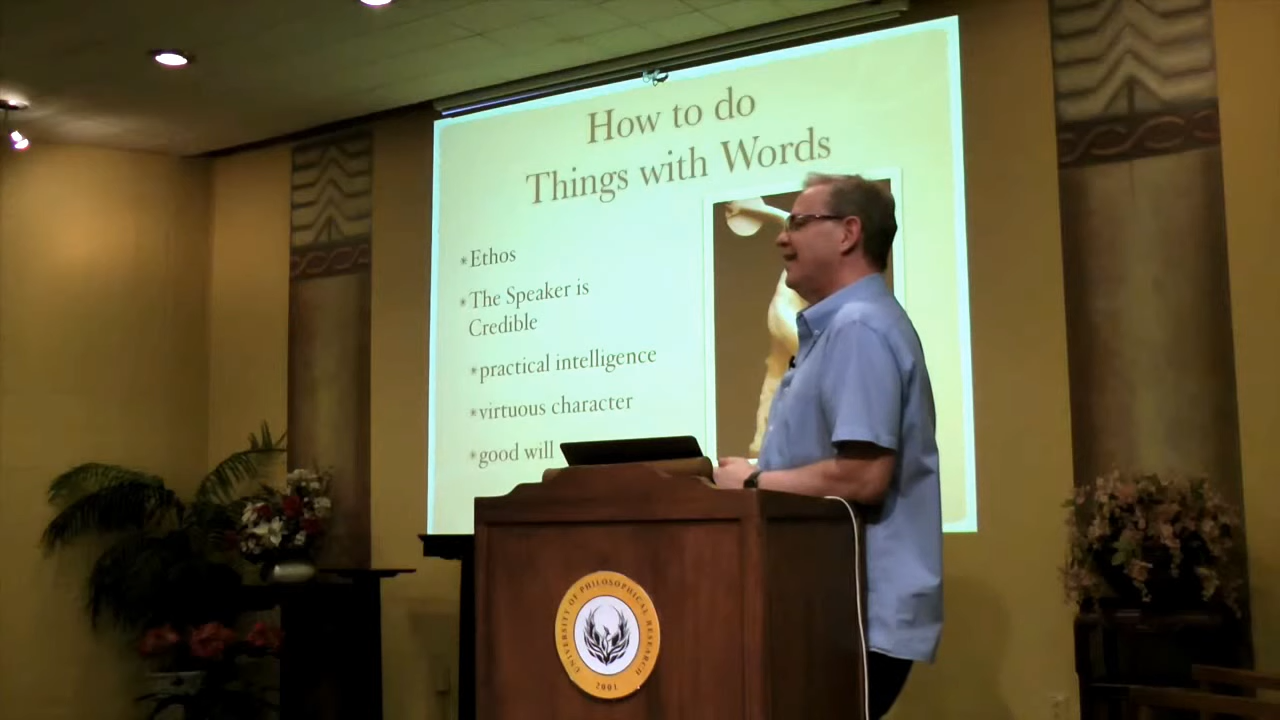 How to do
Things with Words
*Ethos
*The Speaker is
Credible
*practical intelligence
*virtuous character
*good will
UNIVERSITY OF PHILOSOPHICAL RESEARCH
2001